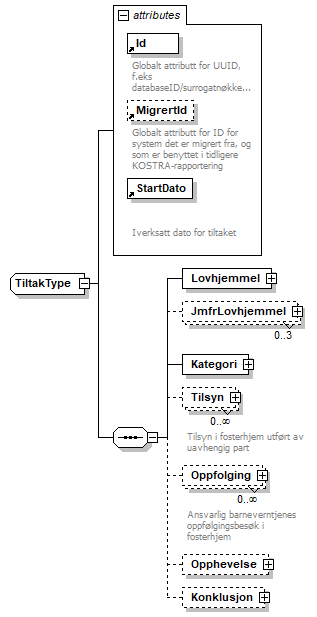 attributes
Id
Globalt attributt for UUID,
f.eks
databaseID/surrogatnøkke...
MigrertId
Globalt attributt for ID for
system det er migrert fra, og
som er benyttet i tidligere
KOSTRA-rapportering
StartDato
Iverksatt dato for tiltaket
TiltakType
Lovhjemmel
JmfrLovhjemmel
0..3
Kategori
Tilsyn
0..∞
Tilsyn i fosterhjem utført av
uavhengig part
Oppfolging
0..∞
Ansvarlig barneverntjenes
oppfølgingsbesøk i
fosterhjem
Opphevelse
Konklusjon